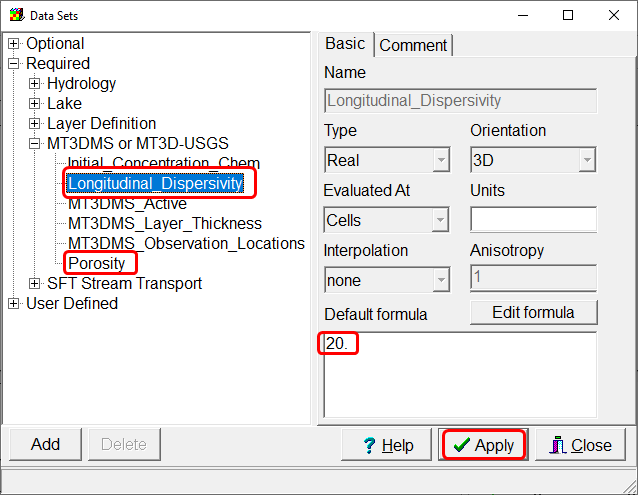 Data Sets
Optional
Required
Hydrology
Lake
Layer Definition
MT3DMS or MT3D-USGS
Initial_Concentration_Chem
Longitudinal_Dispersivity
MT3DMS_Active
MT3DMS_Layer_Thickness
MT3DMS_Observation_Locations
Porosity
SFT Stream Transport
User Defined
Basic
Comment
Name
Longitudinal_Dispersivity
Type
Orientation
Real
3D
Evaluated At
Units
Cells
Interpolation
Anisotropy
none
1
Default formula
Edit formula
20.
Add
Delete
? Help
Apply
Close